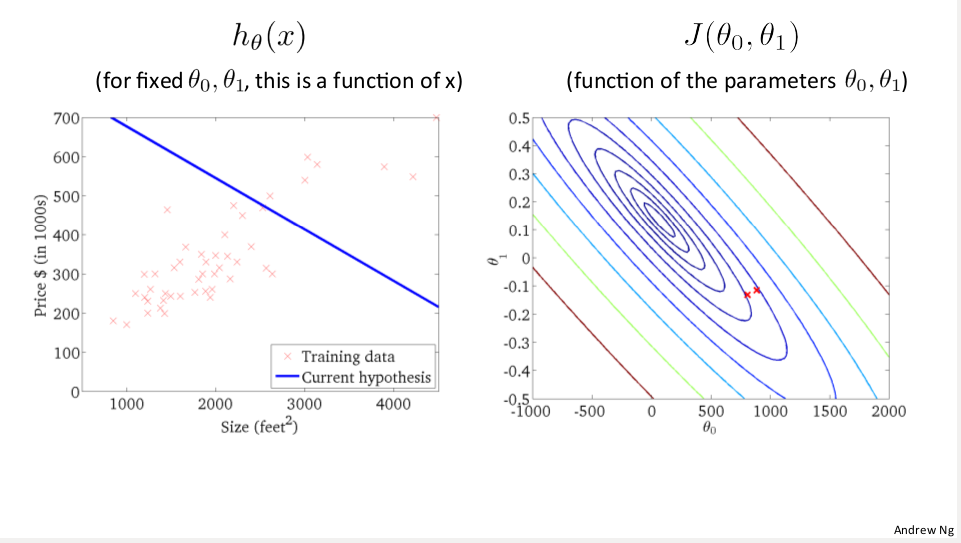 hθ(x)
(for fixed θ0, θ1, this is a function of x)
700
600
500
400
300
200
100
0
Price $ (in 1000s)
1000 2000 3000 4000
Size (feet2)
Training data
Current hypothesis
J(θ0, θ1)
(function of the parameters θ0, θ1)
0.5
0.4
0.3
0.2
0.1
0
-0.1
-0.2
-0.3
-0.4
-0.5
θ1
-1000 -500 0 500 1000 1500 2000
θ0
Andrew Ng